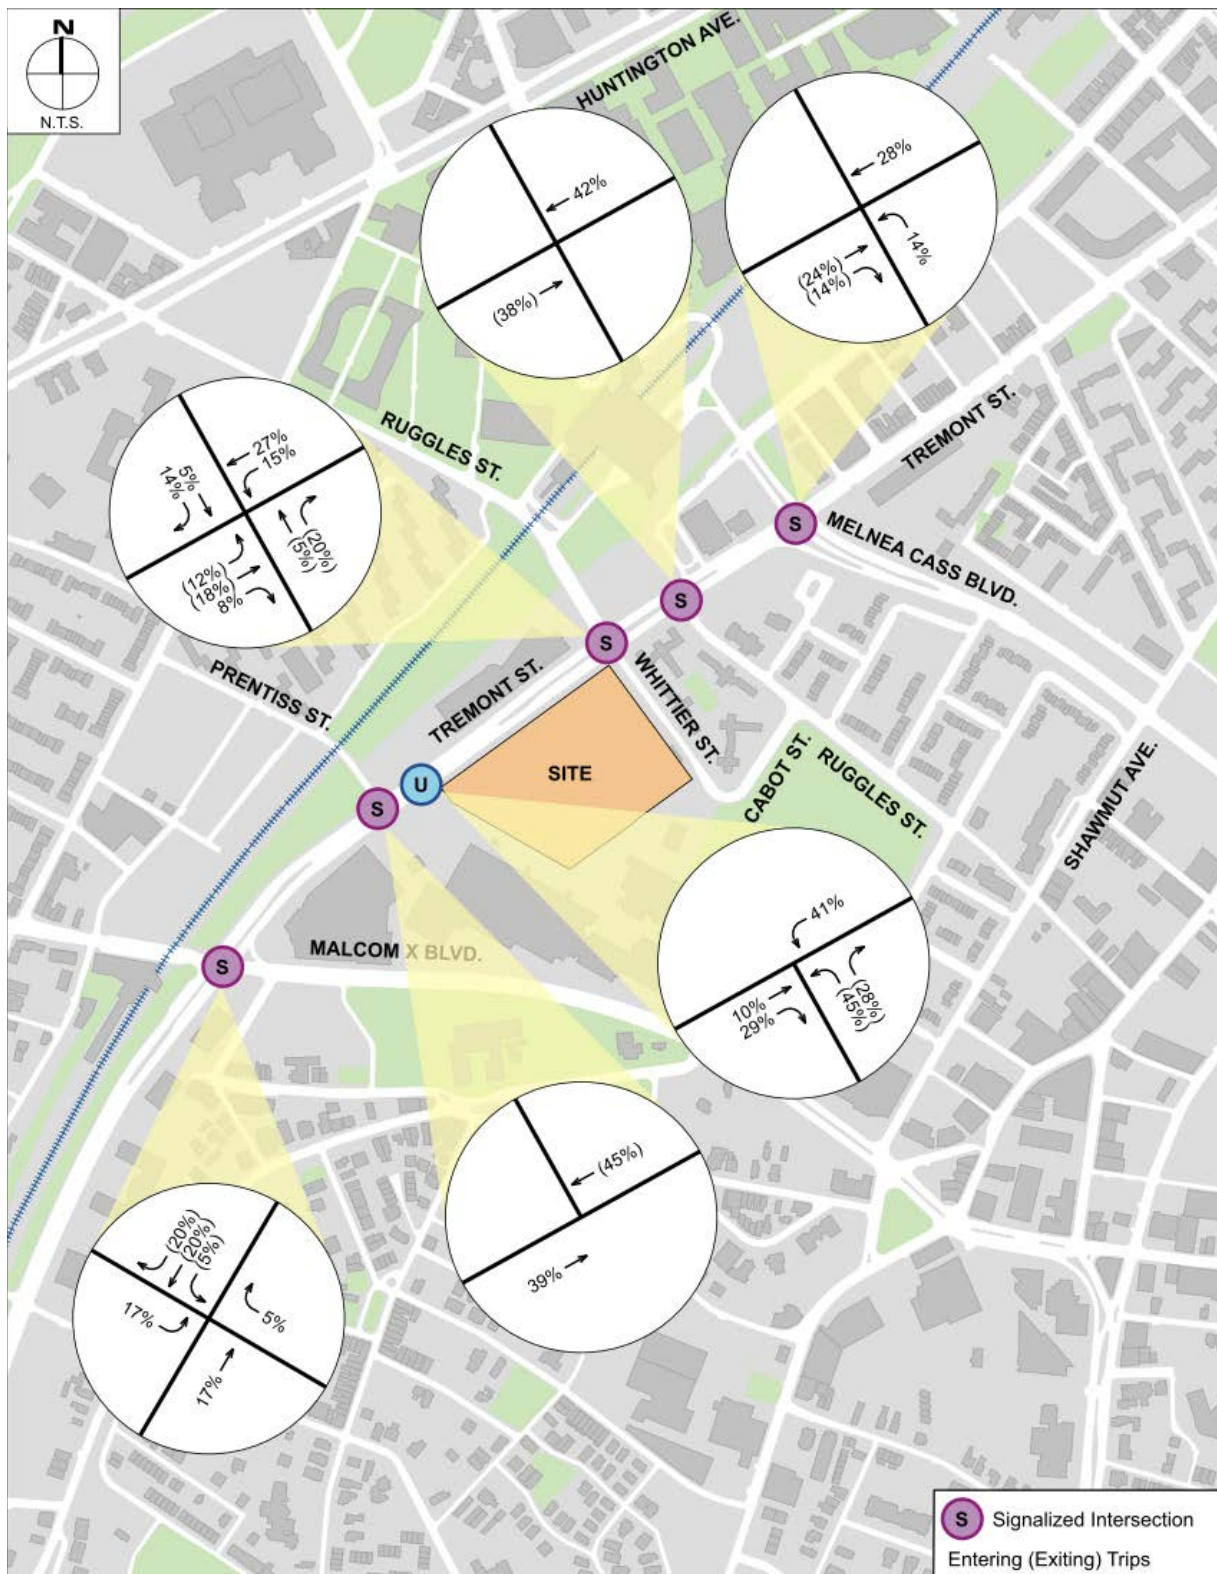 N
N.T.S.
HUNTINGTON AVE.
42%
(38%)
28%
14%
(24%)
(14%)
RUGGLES ST.
TREMONT ST.
27%
15%
5%
14%
(20%)
(5%)
(12%)
(18%)
8%
S
MELNEA CASS BLVD.
S
S
PRENTISS ST.
TREMONT ST.
WHITTIER ST.
SITE
U
S
CABOT ST.
RUGGLES ST.
SHAWMUT AVE.
MALCOM X BLVD.
S
41%
(28%)
(45%)
10%
29%
(45%)
39%
(20%)
(20%)
(5%)
17%
5%
17%
S Signalized Intersection
Entering (Exiting) Trips